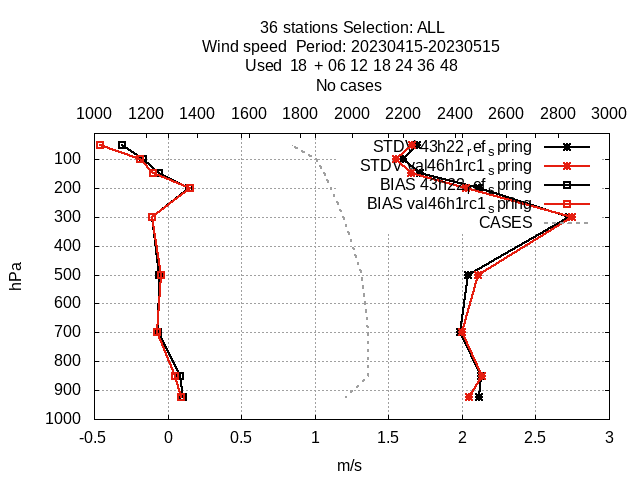 36 stations Selection: ALL
Wind speed  Period: 20230415-20230515
Used  18  + 06 12 18 24 36 48
No cases
1000 1200 1400 1600 1800 2000 2200 2400 2600 2800 3000
STDV 43h22_ref_spring
STDV val46h1rc1_spring
BIAS 43h22_ref_spring
BIAS val46h1rc1_spring
CASES
100
200
300
400
500
600
700
800
900
1000
hPa
-0.5 0 0.5 1 1.5 2 2.5 3
m/s